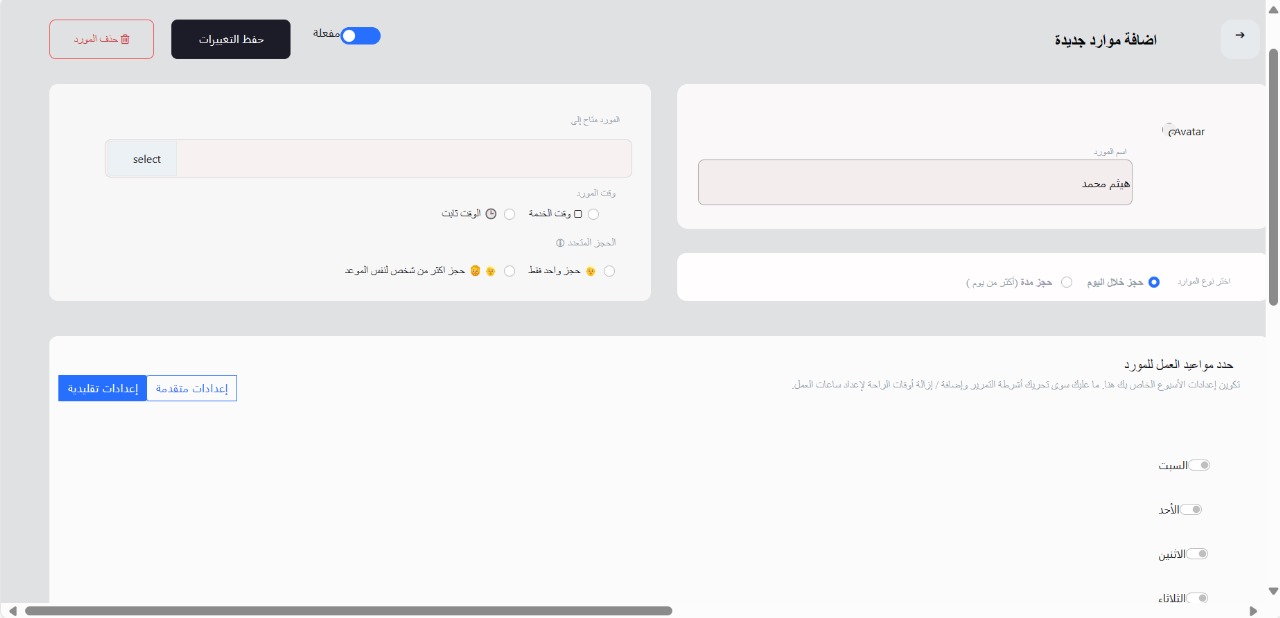 اضافة موارد جديدة
مفعلة
حفظ التغييرات
حذف المورد
Avatar
اسم المورد
هيثم محمد
اختر نوع الموارد
حجز خلال اليوم
حجز مدة (أكثر من يوم )
المورد متاح إلى
select
وقت المورد
وقت الخدمة
الوقت ثابت
الحجز المتعدد
حجز واحد فقط
حجز اكثر من شخص لنفس الموعد
حدد مواعيد العمل للمورد
تكوين إعدادات الأسبوع الخاص بك هنا. ما عليك سوى تحريك أشرطة التمرير وإضافة / إزالة أوقات الراحة لإعداد ساعات العمل.
إعدادات متقدمة
إعدادات تقليدية
السبت
الأحد
الاثنين
الثلاثاء